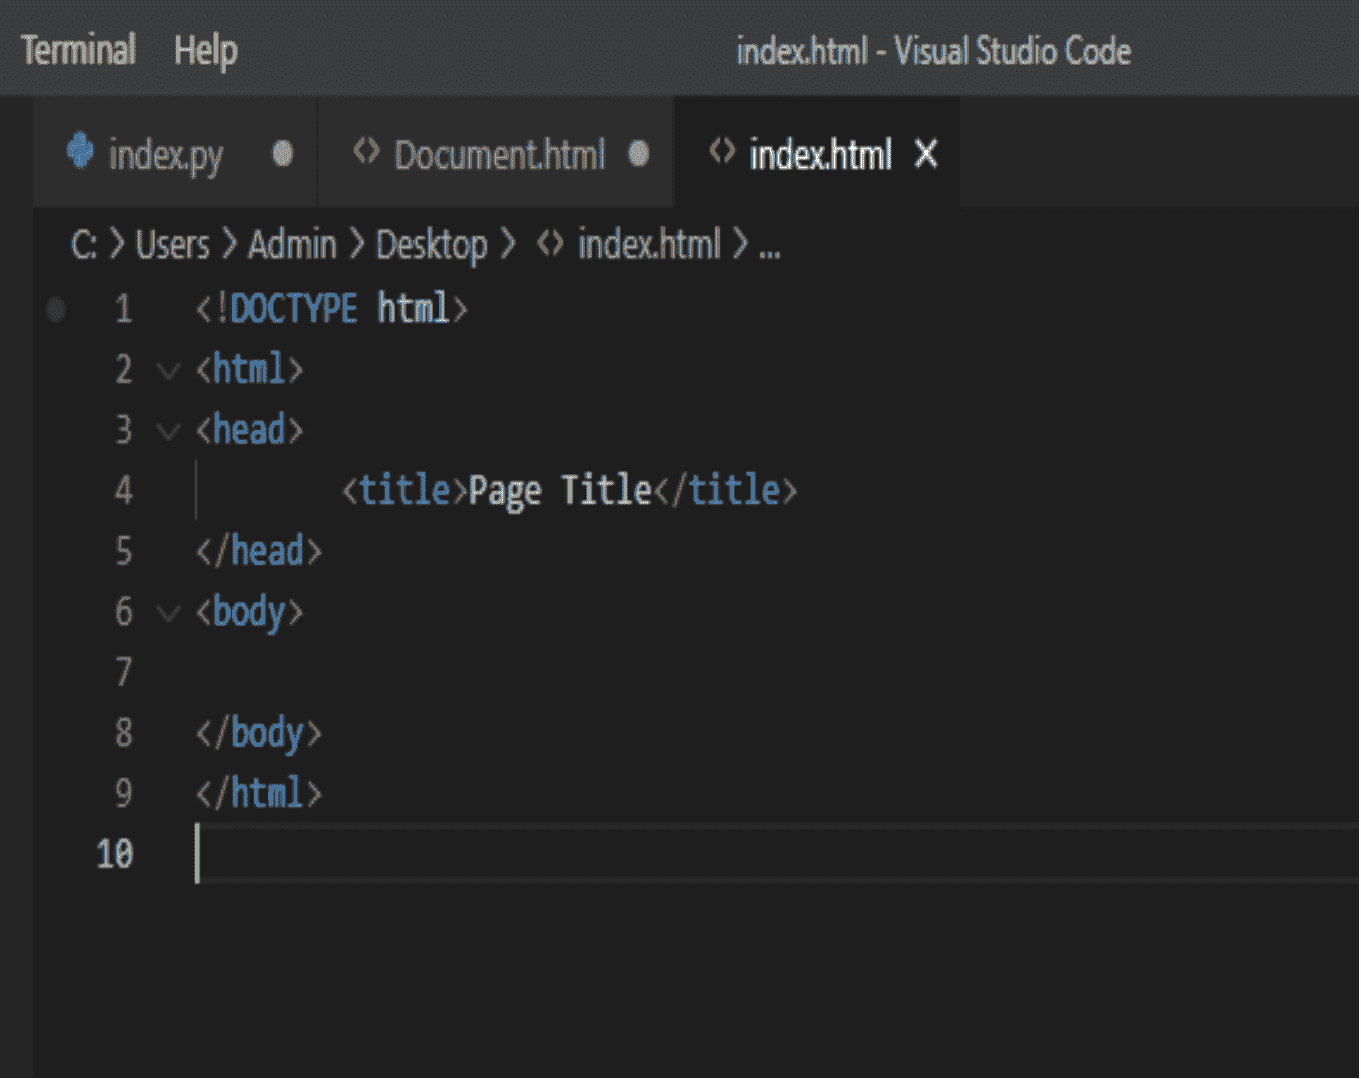 Terminal Help index.html - Visual Studio Code
index.py Document.html index.html
C: > Users > Admin > Desktop > <> index.html > ...
1 <!DOCTYPE html>
2 <html>
3 <head>
4 <title>Page Title</title>
5 </head>
6 <body>
7
8 </body>
9 </html>
10